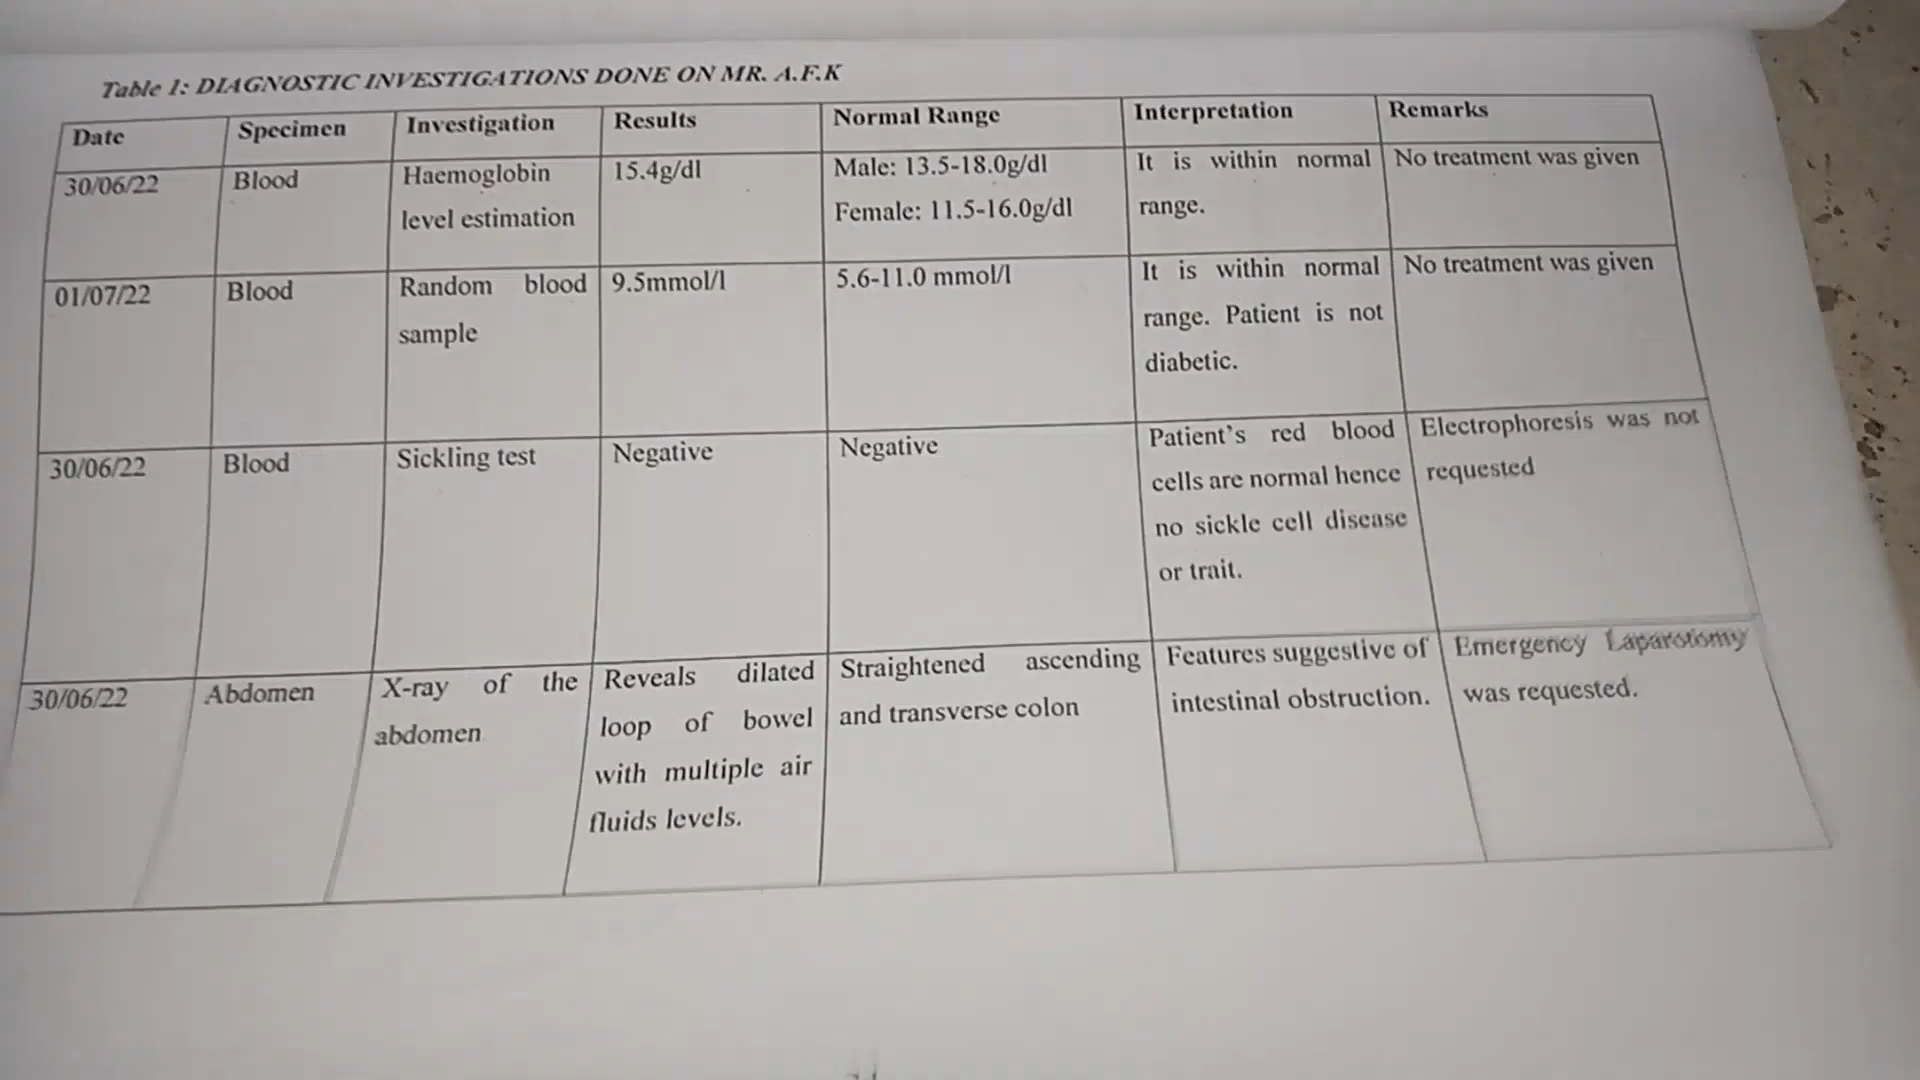 Table 1: DIAGNOSTIC INVESTIGATIONS DONE ON MR. A.F.K
Date Specimen Investigation Results Normal Range Interpretation Remarks
30/06/22 Blood Haemoglobin 15.4g/dl Male: 13.5-18.0g/dl It is within normal No treatment was given
level estimation Female: 11.5-16.0g/dl range.
01/07/22 Blood Random blood 9.5mmol/l 5.6-11.0 mmol/l It is within normal No treatment was given
sample range. Patient is not
diabetic.
30/06/22 Blood Sickling test Negative Negative Patient's red blood Electrophoresis was not
cells are normal hence requested
no sickle cell disease
or trait.
30/06/22 Abdomen X-ray of the Reveals dilated Straightened ascending Features suggestive of Emergency Laparotomy
abdomen loop of bowel and transverse colon intestinal obstruction. was requested.
with multiple air
fluids levels.